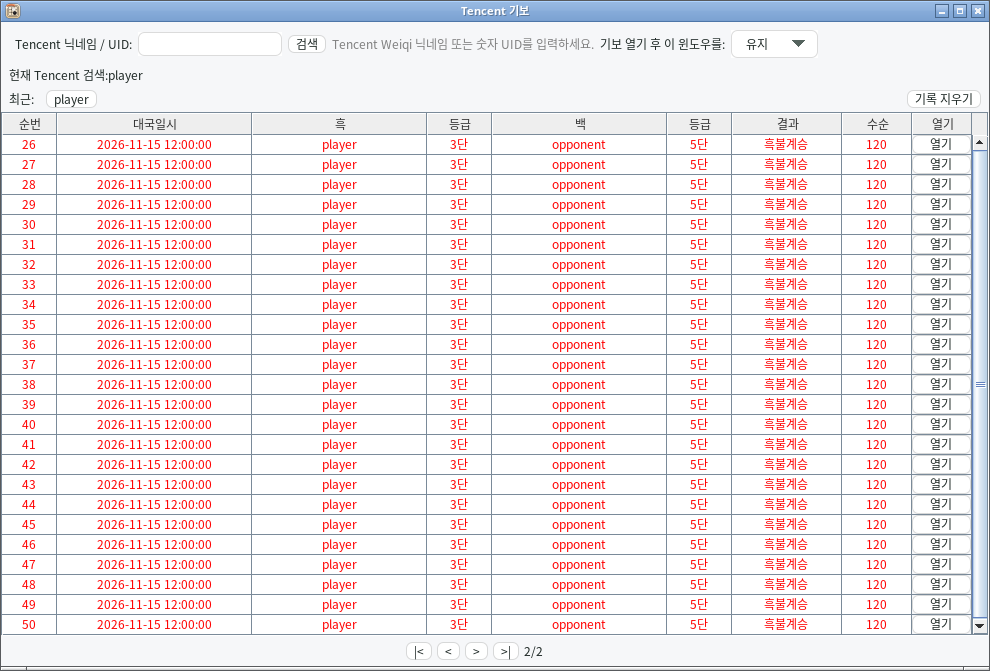 Tencent 기보
Tencent 닉네임 / UID: 검색 Tencent Weiqi 닉네임 또는 숫자 UID를 입력하세요. 기보 열기 후 이 윈도우를: 유지
현재 Tencent 검색:player
최근: player 기록 지우기
순번 대국일시 흑 등급 백 등급 결과 수순 열기
26 2026-11-15 12:00:00 player 3단 opponent 5단 흑불계승 120 열기
27 2026-11-15 12:00:00 player 3단 opponent 5단 흑불계승 120 열기
28 2026-11-15 12:00:00 player 3단 opponent 5단 흑불계승 120 열기
29 2026-11-15 12:00:00 player 3단 opponent 5단 흑불계승 120 열기
30 2026-11-15 12:00:00 player 3단 opponent 5단 흑불계승 120 열기
31 2026-11-15 12:00:00 player 3단 opponent 5단 흑불계승 120 열기
32 2026-11-15 12:00:00 player 3단 opponent 5단 흑불계승 120 열기
33 2026-11-15 12:00:00 player 3단 opponent 5단 흑불계승 120 열기
34 2026-11-15 12:00:00 player 3단 opponent 5단 흑불계승 120 열기
35 2026-11-15 12:00:00 player 3단 opponent 5단 흑불계승 120 열기
36 2026-11-15 12:00:00 player 3단 opponent 5단 흑불계승 120 열기
37 2026-11-15 12:00:00 player 3단 opponent 5단 흑불계승 120 열기
38 2026-11-15 12:00:00 player 3단 opponent 5단 흑불계승 120 열기
39 2026-11-15 12:00:00 player 3단 opponent 5단 흑불계승 120 열기
40 2026-11-15 12:00:00 player 3단 opponent 5단 흑불계승 120 열기
41 2026-11-15 12:00:00 player 3단 opponent 5단 흑불계승 120 열기
42 2026-11-15 12:00:00 player 3단 opponent 5단 흑불계승 120 열기
43 2026-11-15 12:00:00 player 3단 opponent 5단 흑불계승 120 열기
44 2026-11-15 12:00:00 player 3단 opponent 5단 흑불계승 120 열기
45 2026-11-15 12:00:00 player 3단 opponent 5단 흑불계승 120 열기
46 2026-11-15 12:00:00 player 3단 opponent 5단 흑불계승 120 열기
47 2026-11-15 12:00:00 player 3단 opponent 5단 흑불계승 120 열기
48 2026-11-15 12:00:00 player 3단 opponent 5단 흑불계승 120 열기
49 2026-11-15 12:00:00 player 3단 opponent 5단 흑불계승 120 열기
50 2026-11-15 12:00:00 player 3단 opponent 5단 흑불계승 120 열기
|< < > >| 2/2